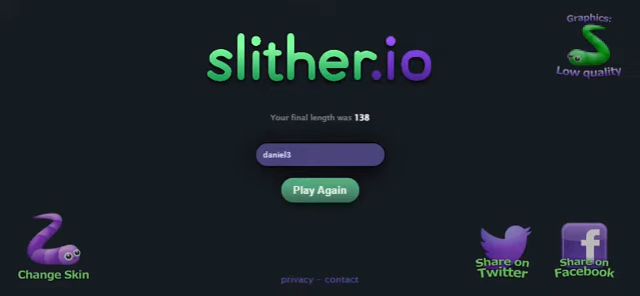 Graphics:
Low quality
slither.io
Your final length was 138
daniel3
Play Again
Change Skin
Share on
Twitter
Share on
Facebook
privacy – contact